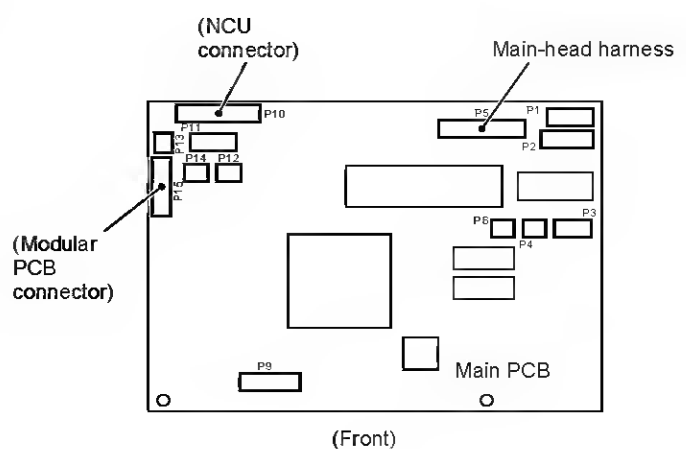 (NCU
connector)
Main-head harness
P10
P5
P1
P11
P13
P2
P14
P12
P15
P6
P3
P4
(Modular
PCB
connector)
P9
Main PCB
(Front)